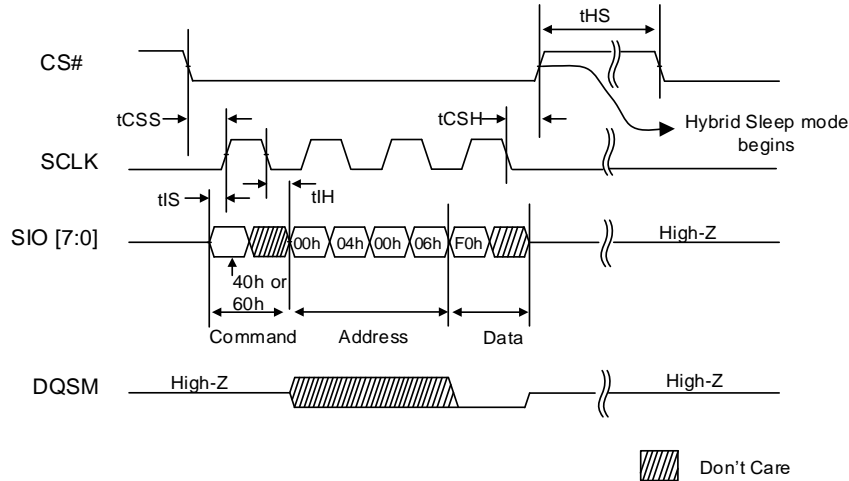 tHS
CS#
tCSS
tCSH
Hybrid Sleep mode
begins
SCLK
tIS
tIH
SIO [7:0]
00h
04h
00h
06h
F0h
High-Z
40h or
60h
Command
Address
Data
DQSM
High-Z
High-Z
Don't Care